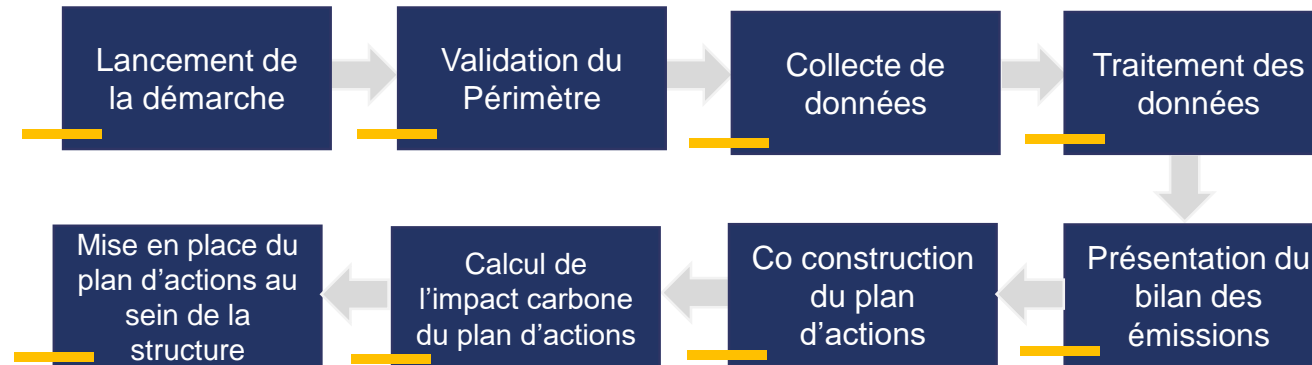 Lancement de
la démarche
Validation du
Périmètre
Collecte de
données
Traitement des
données
Présentation du
bilan des
émissions
Co construction
du plan
d'actions
Calcul de
l'impact carbone
du plan d'actions
Mise en place du
plan d'actions au
sein de la
structure